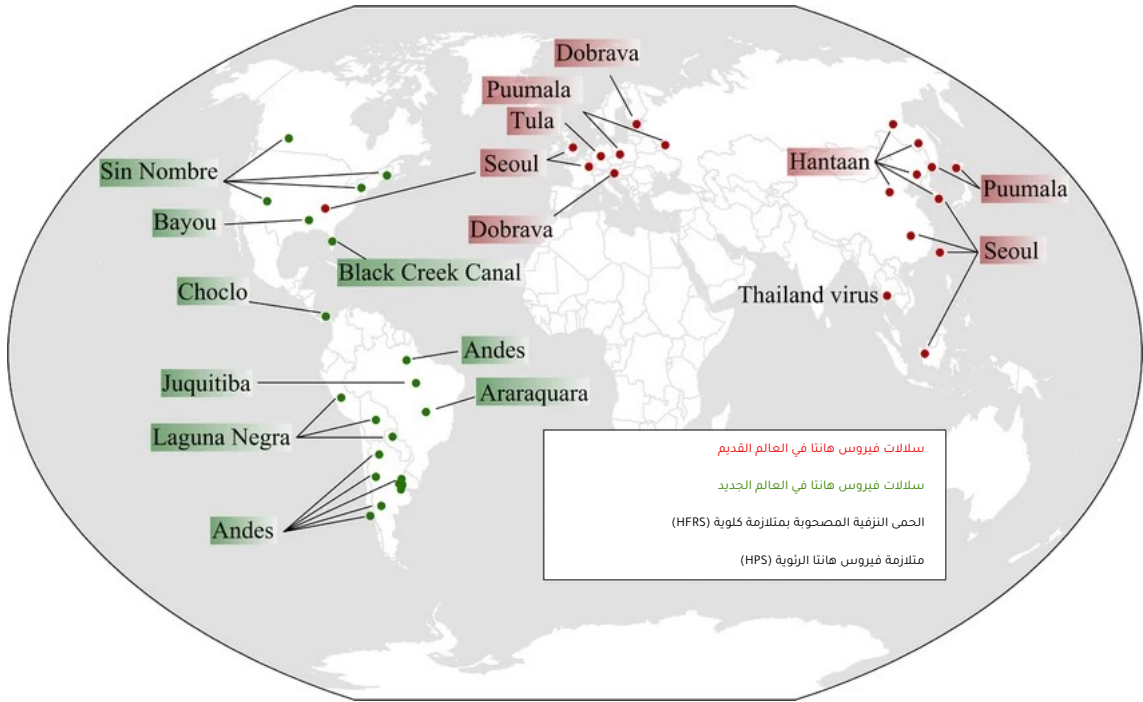 Dobrava
Puumala
Tula
Seoul
Dobrava
Sin Nombre
Bayou
Black Creek Canal
Choclo
Hantaan
Puumala
Seoul
Thailand virus
Andes
Juquitiba
Araraquara
Laguna Negra
Andes
سلالات فيروس هانتا في العالم القديم
سلالات فيروس هانتا في العالم الجديد
الحمى النزفية المصحوبة بمتلازمة كلوية (HFRS)
متلازمة فيروس هانتا الرئوية (HPS)